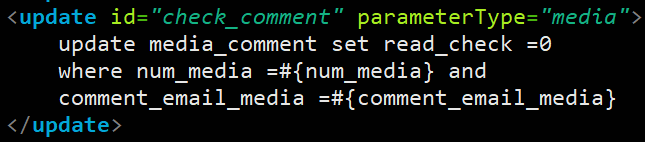 <update id="check_comment" parameterType="media">
update media_comment set read_check =0
where num_media =#{num_media} and
comment_email_media =#{comment_email_media}
</update>